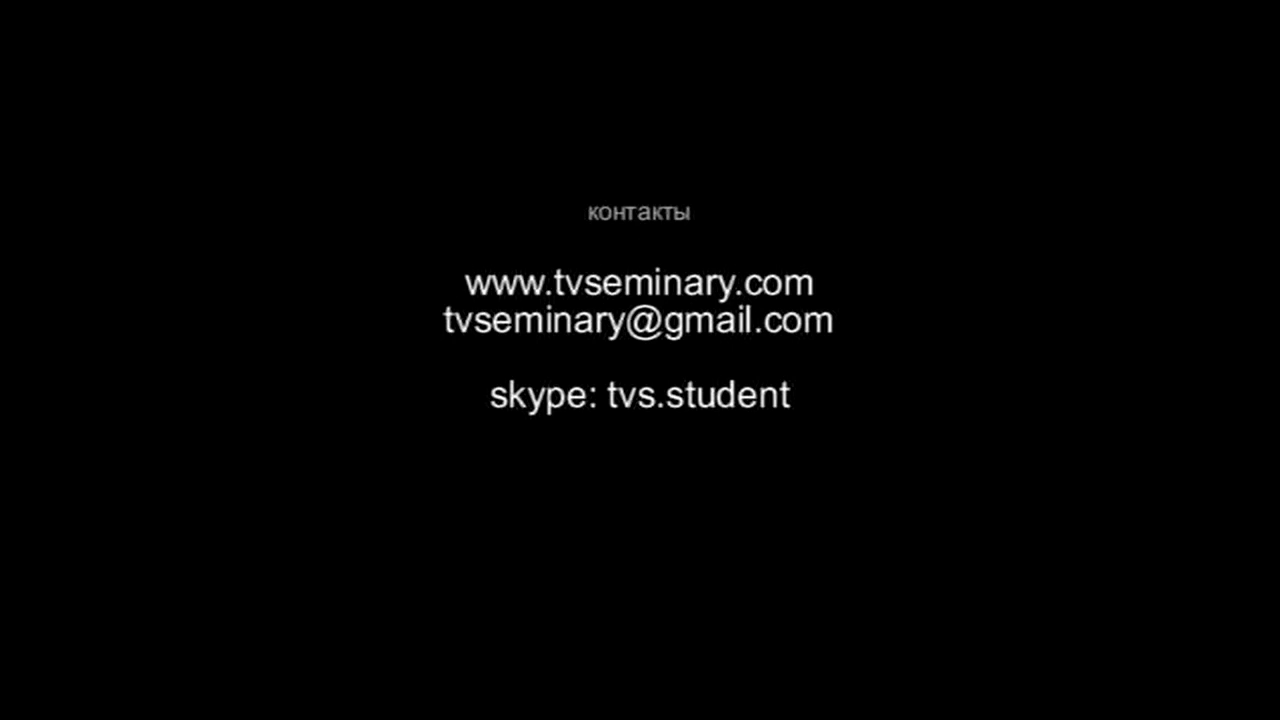 контакты
www.tvseminary.com
tvseminary@gmail.com
skype: tvs.student